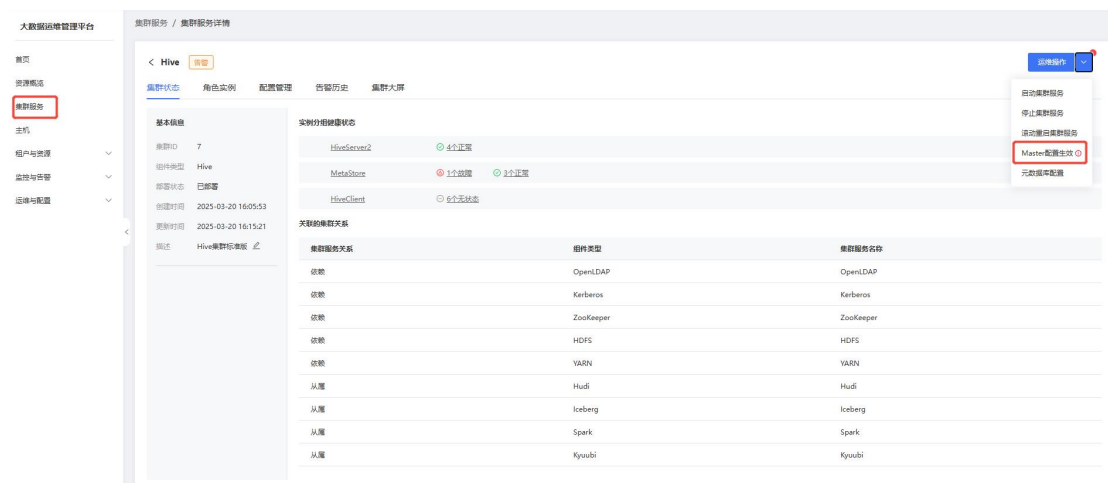 大数据运维管理平台
集群服务 / 集群服务详情
首页
资源概览
集群服务
主机
租户与资源
监控与告警
运维与配置
< Hive 告警
运维操作
集群状态 角色实例 配置管理 告警历史 集群大屏
启动集群服务
停止集群服务
滚动重启集群服务
Master配置生效
元数据库配置
基本信息
集群ID 7
组件类型 Hive
部署状态 已部署
创建时间 2025-03-20 16:05:53
更新时间 2025-03-20 16:15:21
描述 Hive集群标准版
实例分组健康状态
HiveServer2 4个正常
MetaStore 1个故障 3个正常
HiveClient 6个无状态
关联的集群关系
集群服务关系 组件类型 集群服务名称
依赖 OpenLDAP OpenLDAP
依赖 Kerberos Kerberos
依赖 ZooKeeper ZooKeeper
依赖 HDFS HDFS
依赖 YARN YARN
从属 Hudi Hudi
从属 Iceberg Iceberg
从属 Spark Spark
从属 Kyuubi Kyuubi